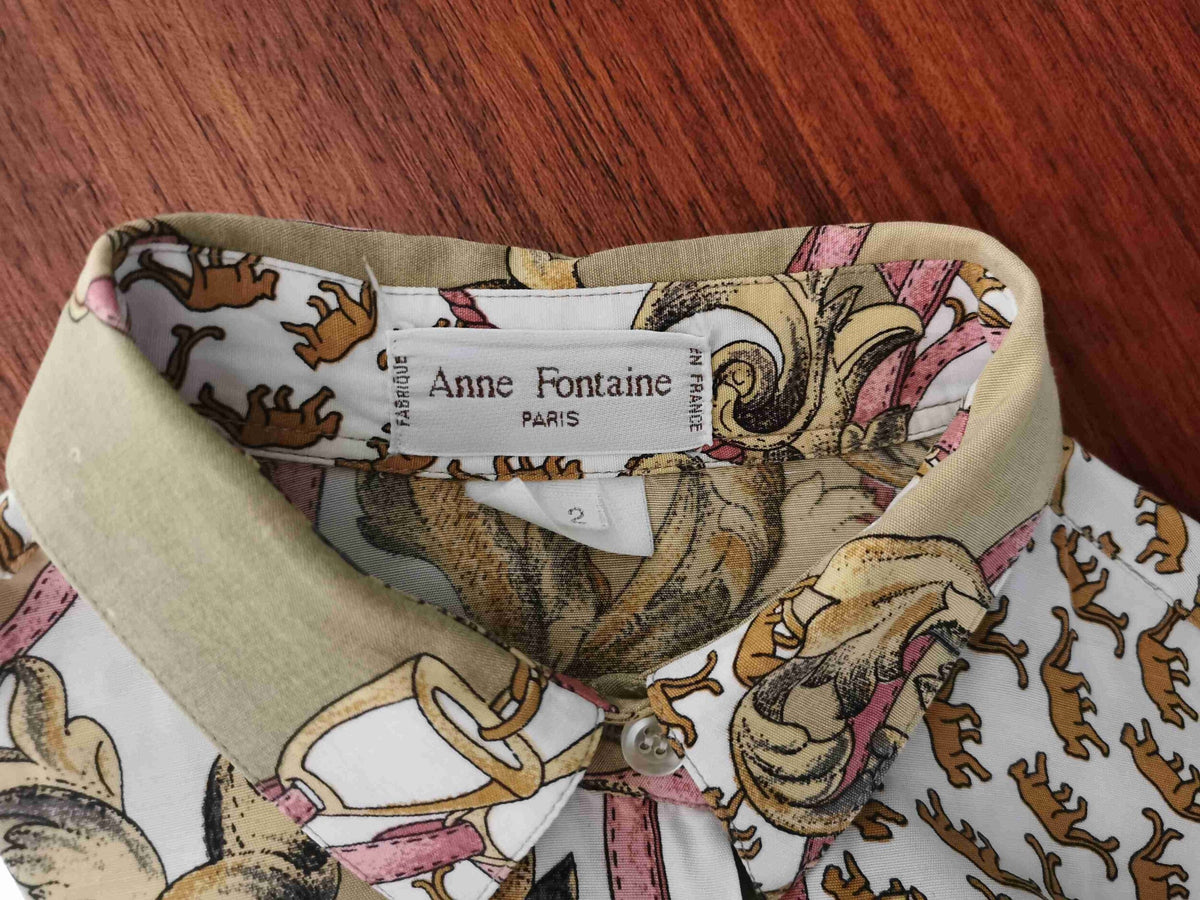 FABRIQUE
Anne Fontaine
PARIS
EN FRANCE
2